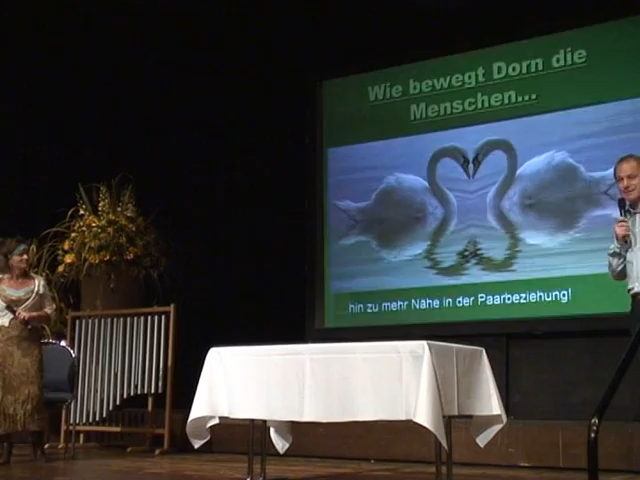 Wie bewegt Dorn die
Menschen...
...hin zu mehr Nähe in der Paarbeziehung!